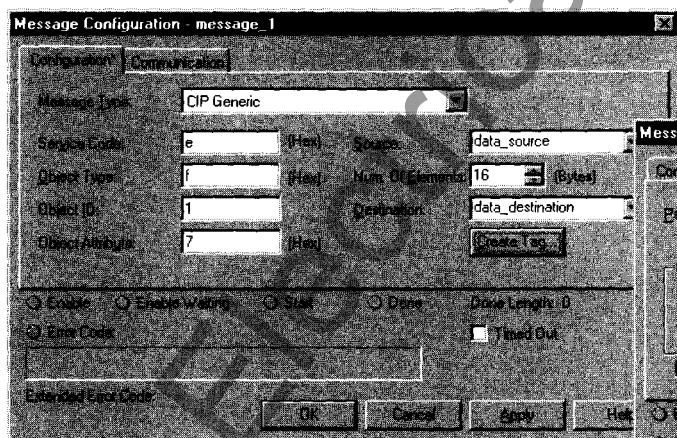 Message Configuration - message_1
Configuration* Communication
Message Type: CIP Generic
Service Code: e (Hex) Source: data_source
Object Type: f (Hex) Num. Of Elements: 16 (Bytes)
Object ID: 1 Destination: data_destination
Object Attribute: 7 (Hex) Create Tag...
Enable Enable Waiting Start Done Done Length: 0
Error Code: Timed Out
Extended Error Code:
OK Cancel Apply Help
Mess
Co